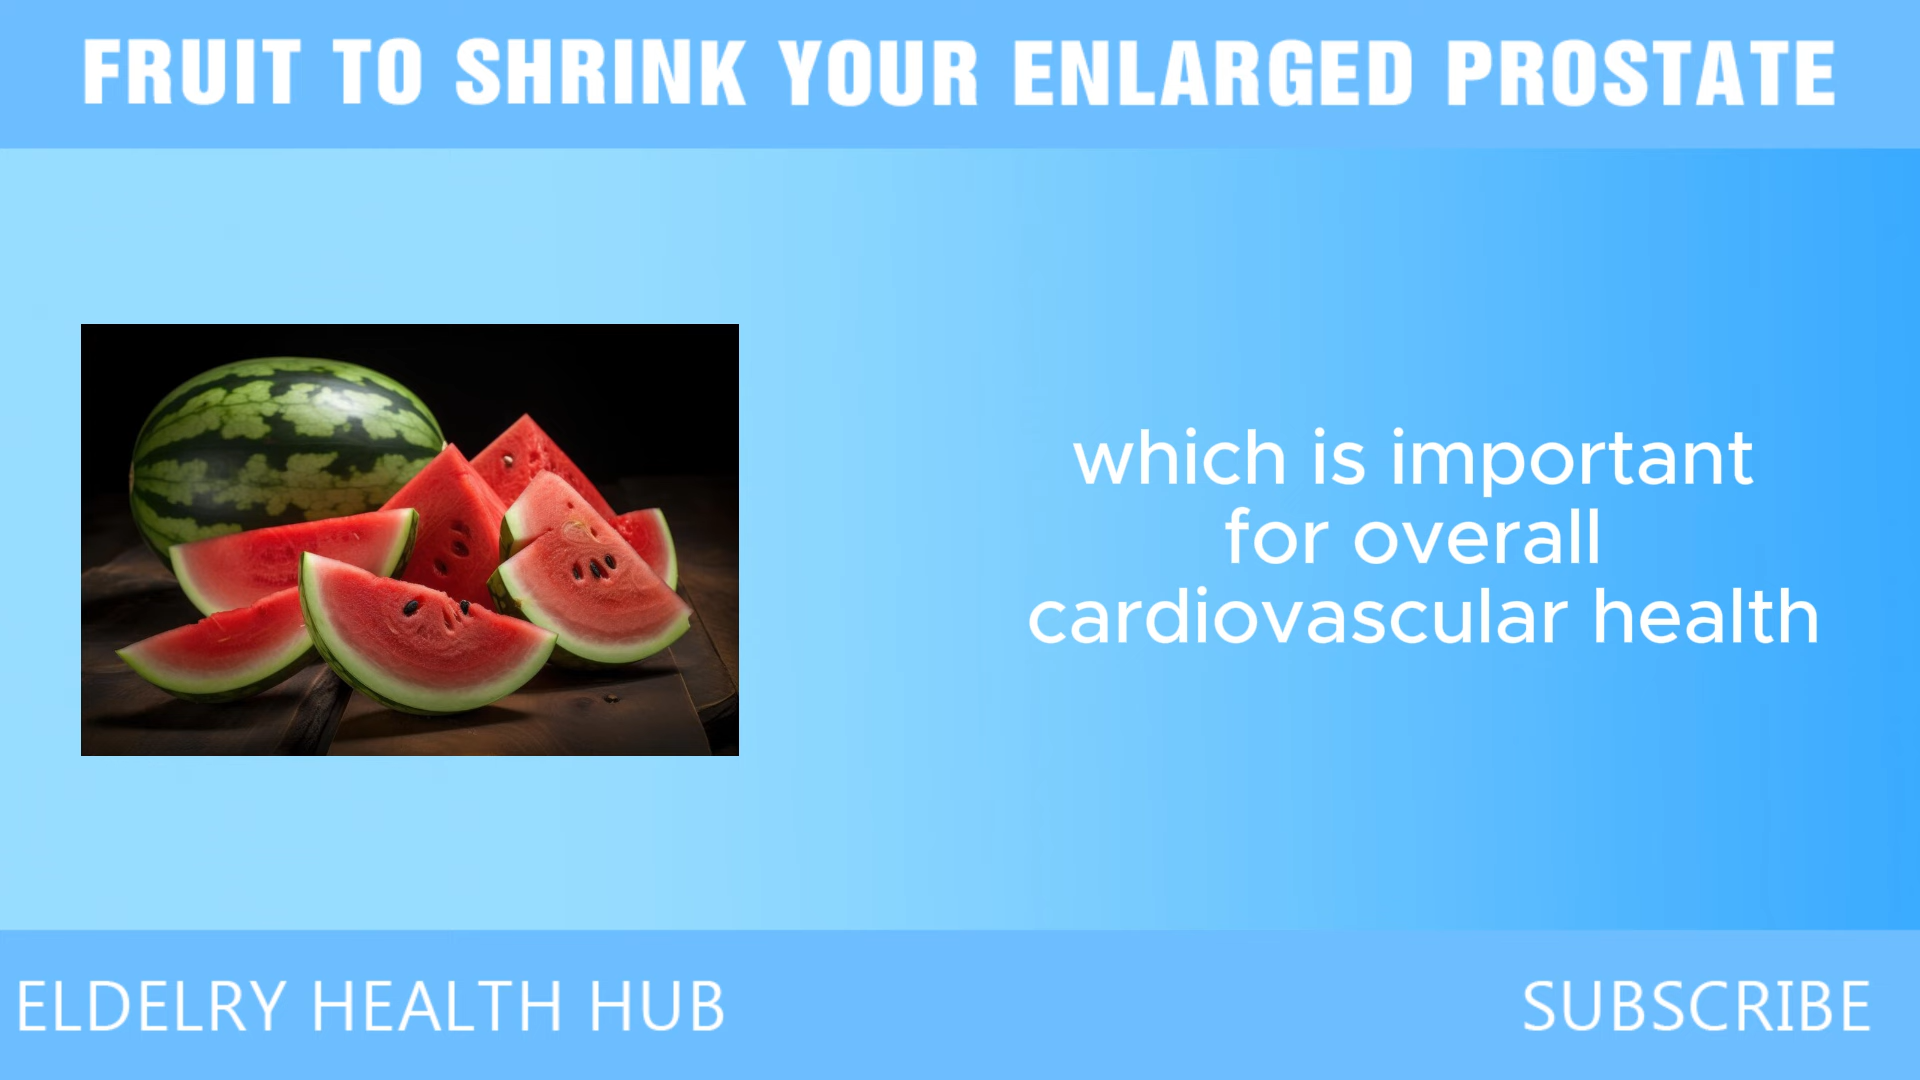 FRUIT TO SHRINK YOUR ENLARGED PROSTATE
which is important
for overall
cardiovascular health
ELDELRY HEALTH HUB
SUBSCRIBE